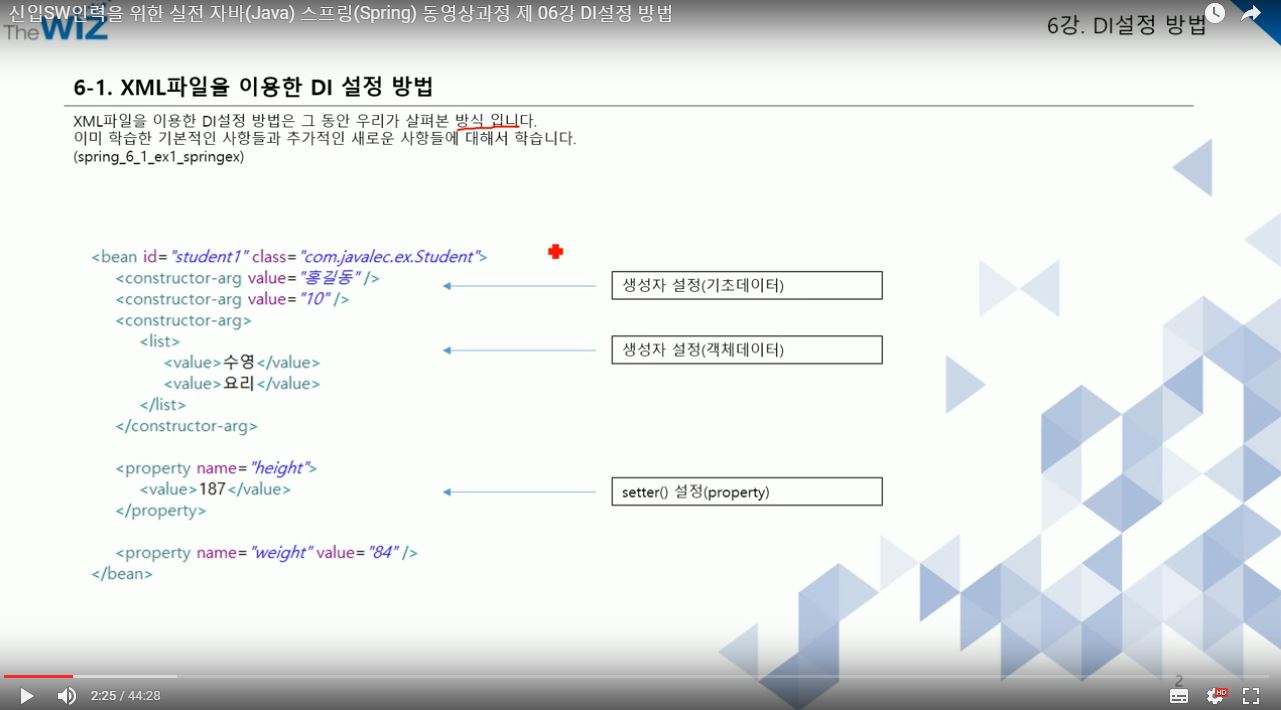 신입SW인력을 위한 실전 자바(Java) 스프링(Spring) 동영상과정 제 06강 DI설정 방법
The WIZ
6강. DI설정 방법
6-1. XML파일을 이용한 DI 설정 방법
XML파일을 이용한 DI설정 방법은 그 동안 우리가 살펴본 방식 입니다.
이미 학습한 기본적인 사항들과 추가적인 새로운 사항들에 대해서 학습니다.
(spring_6_1_ex1_springex)
<bean id="student1" class="com.javalec.ex.Student">
<constructor-arg value="홍길동" />
생성자 설정(기초데이터)
<constructor-arg value="10" />
<constructor-arg>
<list>
생성자 설정(객체데이터)
<value>수영</value>
<value>요리</value>
</list>
</constructor-arg>
<property name="height">
<value>187</value>
setter() 설정(property)
</property>
<property name="weight" value="84" />
</bean>
2
2:25 / 44:28
HD